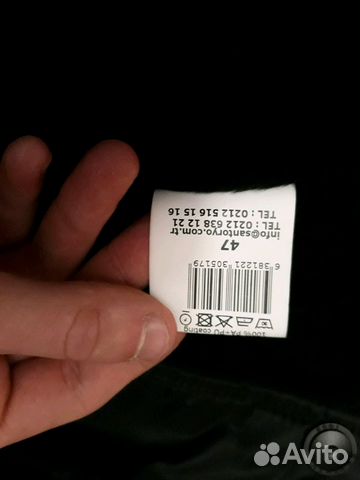 100% PA+PU coating
6 381221 305179
47
info@santoryo.com.tr
TEL : 0212 638 12 21
TEL : 0212 516 15 16
Avito